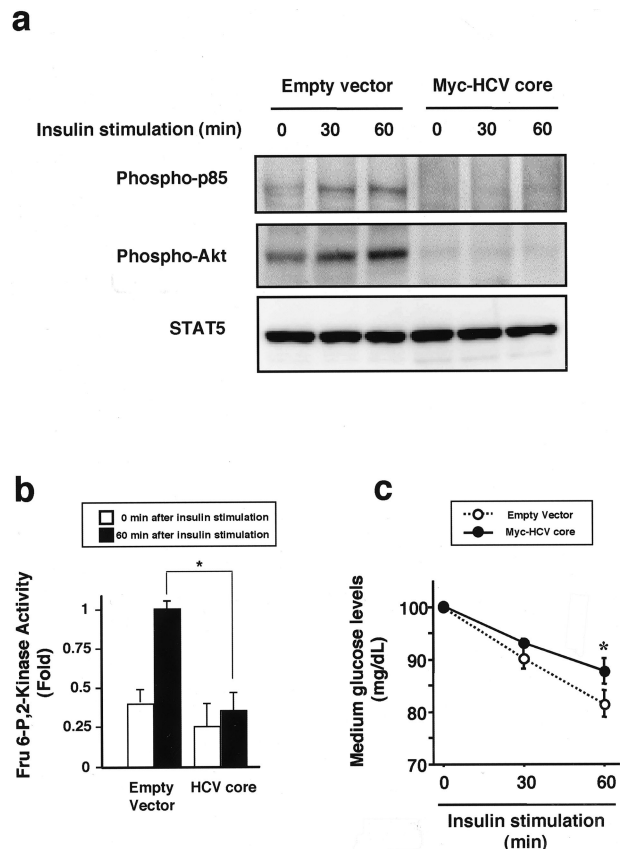 a
Empty vector Myc-HCV core
Insulin stimulation (min) 0 30 60 0 30 60
Phospho-p85
Phospho-Akt
STAT5
b
0 min after insulin stimulation
60 min after insulin stimulation
*
Fru 6-P,2-Kinase Activity
(Fold)
1
0.75
0.5
0.25
0
Empty
Vector
HCV core
c
Empty Vector
Myc-HCV core
Medium glucose levels
(mg/dL)
100
90
80
70
*
0 30 60
Insulin stimulation
(min)